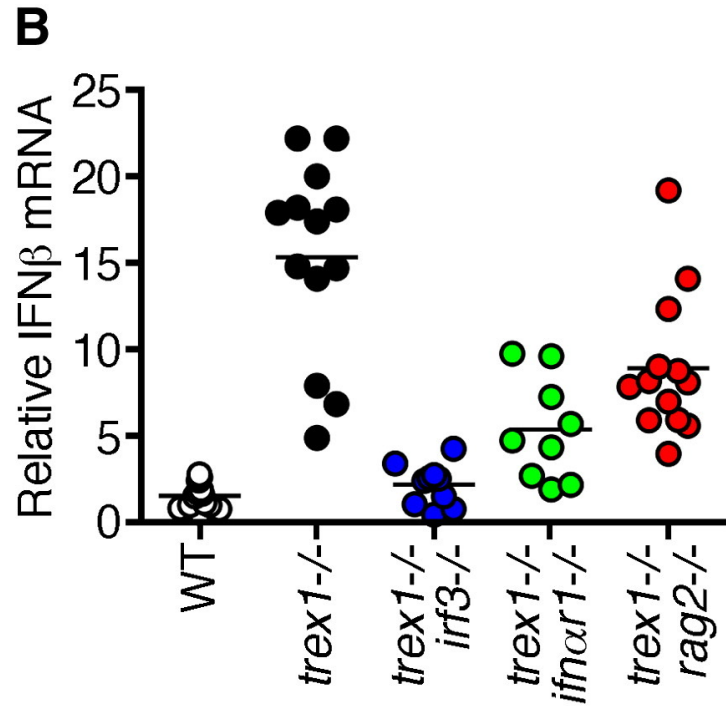 B
Relative IFNβ mRNA
25
20
15
10
5
0
WT
trex1-/-
trex1-/-
irf3-/-
trex1-/-
ifnαr1-/-
trex1-/-
rag2-/-